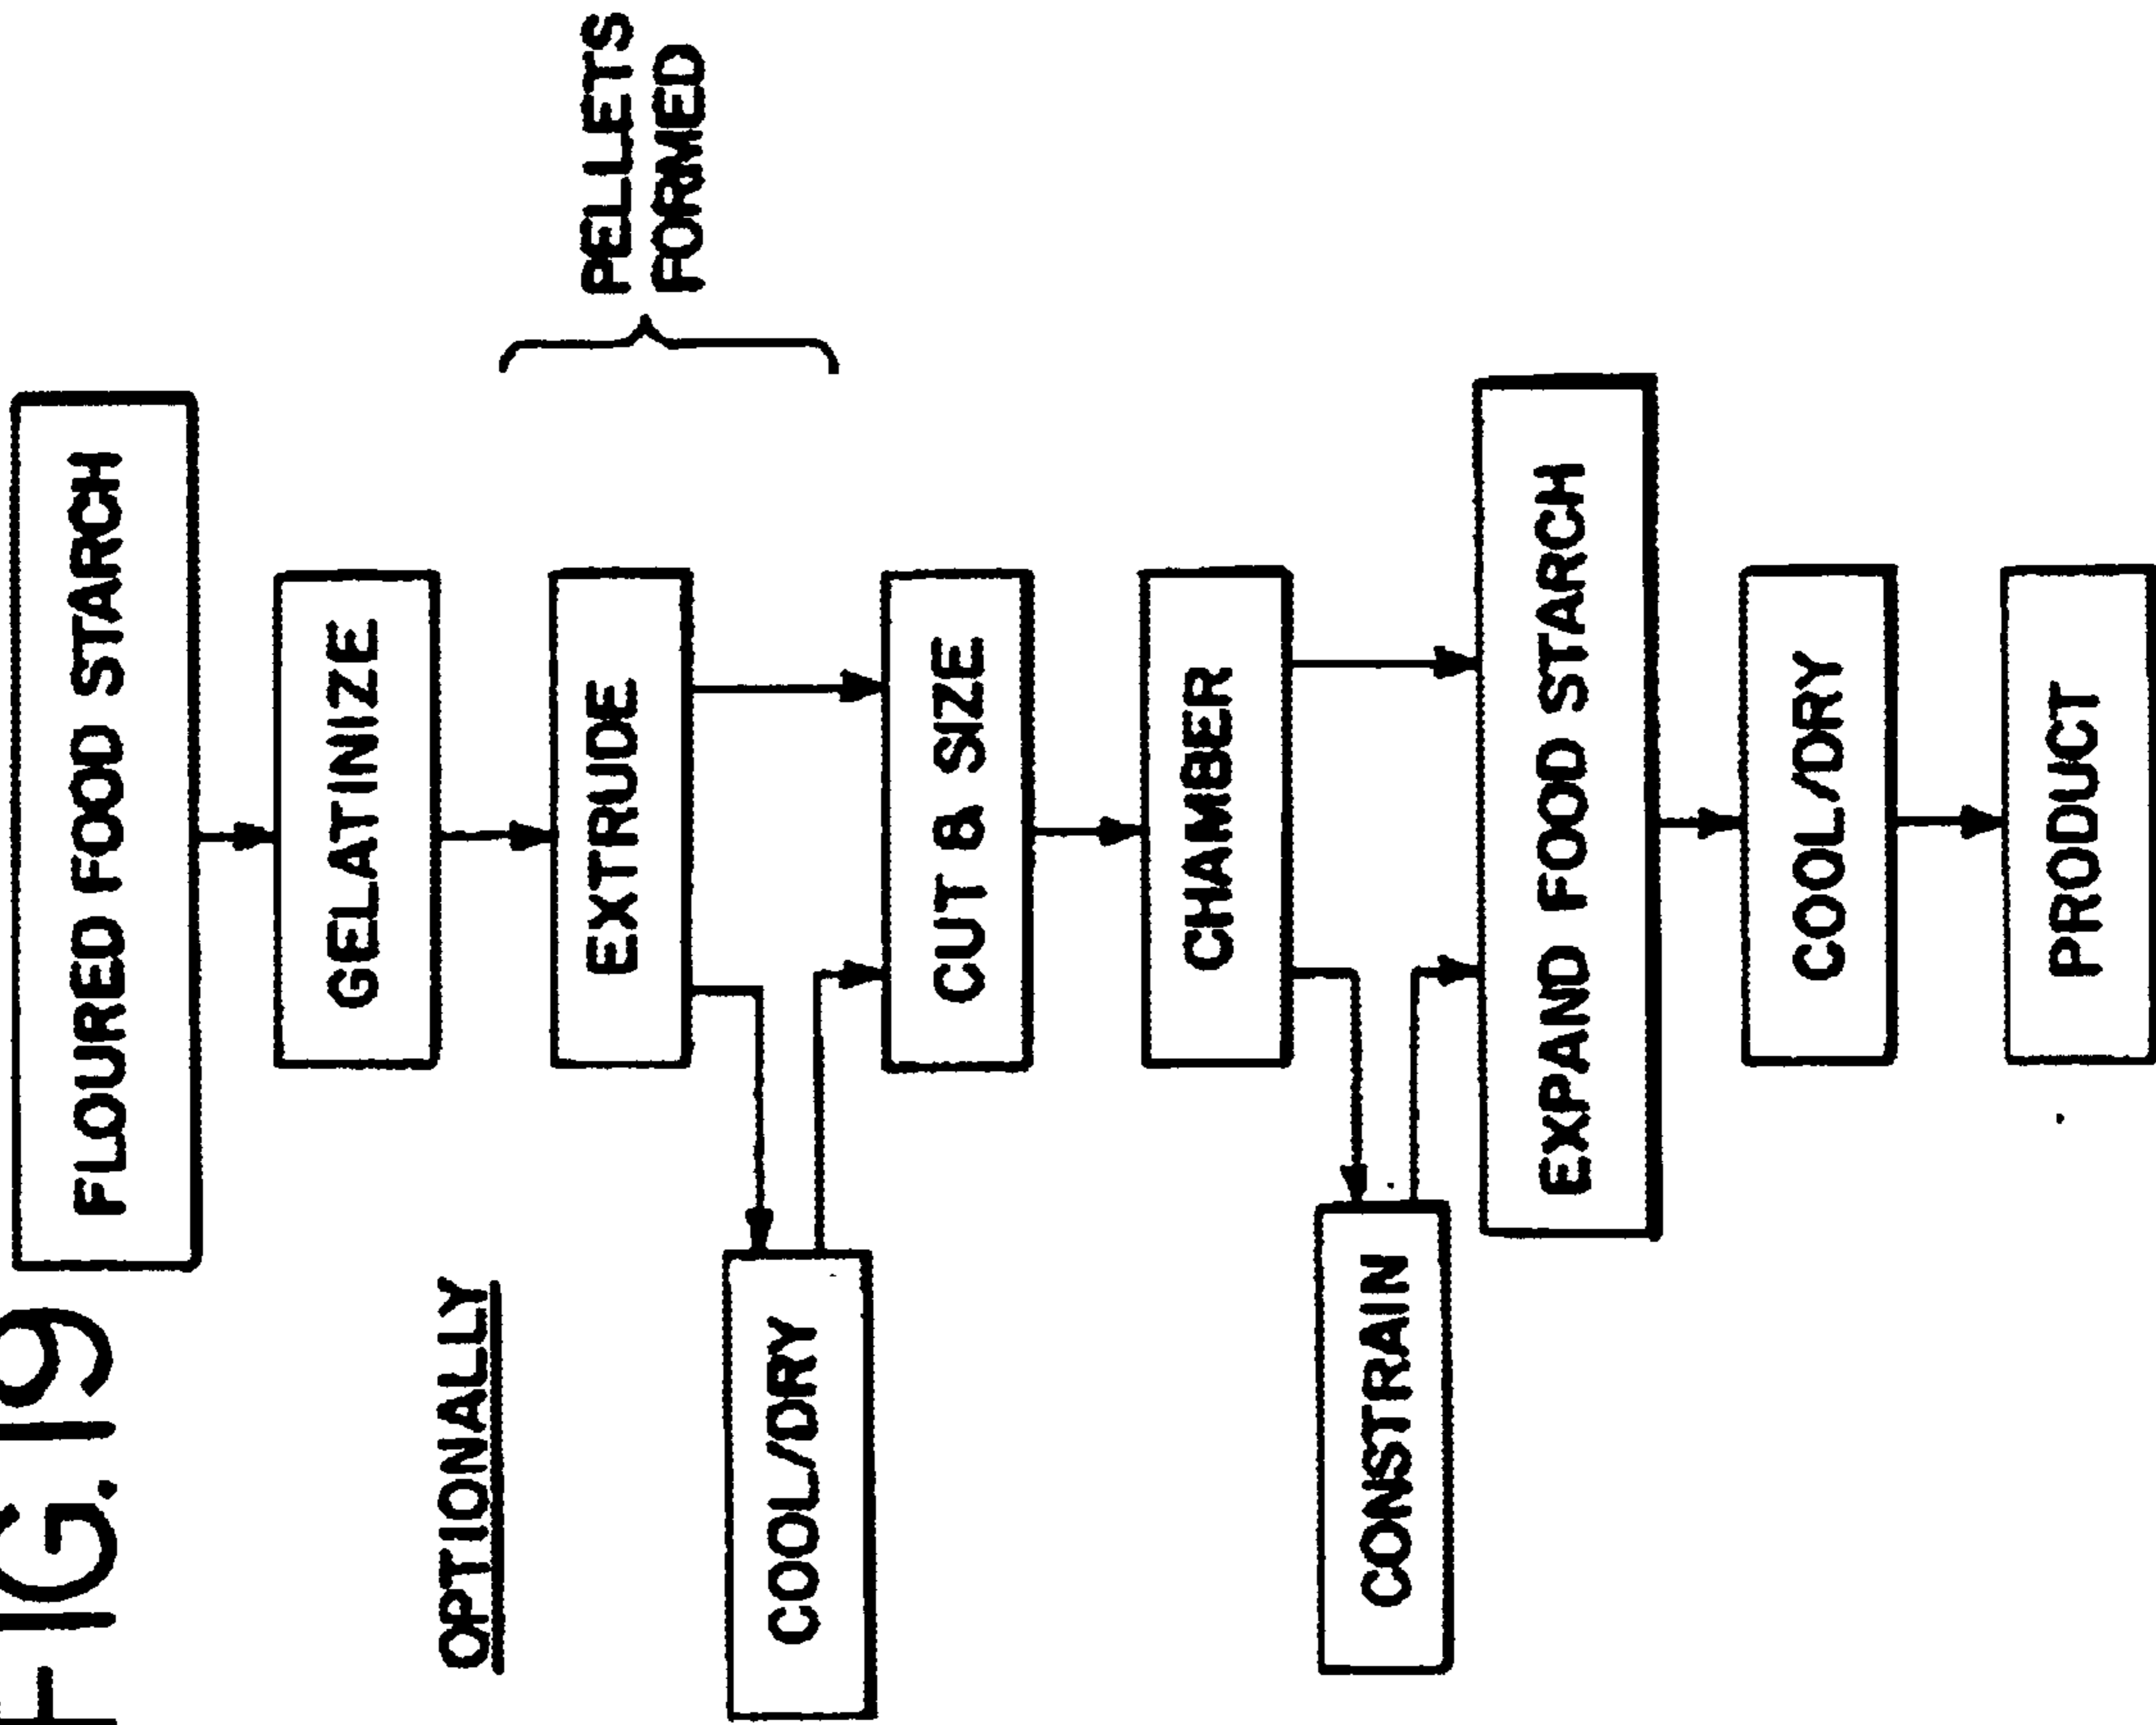 FIG. 19
FLOURED FOOD STARCH
GELATINIZE
OPTIONALLY
EXTRUDE
PELLETS
FORMED
COOL/DRY
CUT & SIZE
CHAMBER
CONSTRAIN
EXPAND FOOD STARCH
COOL/DRY
PRODUCT